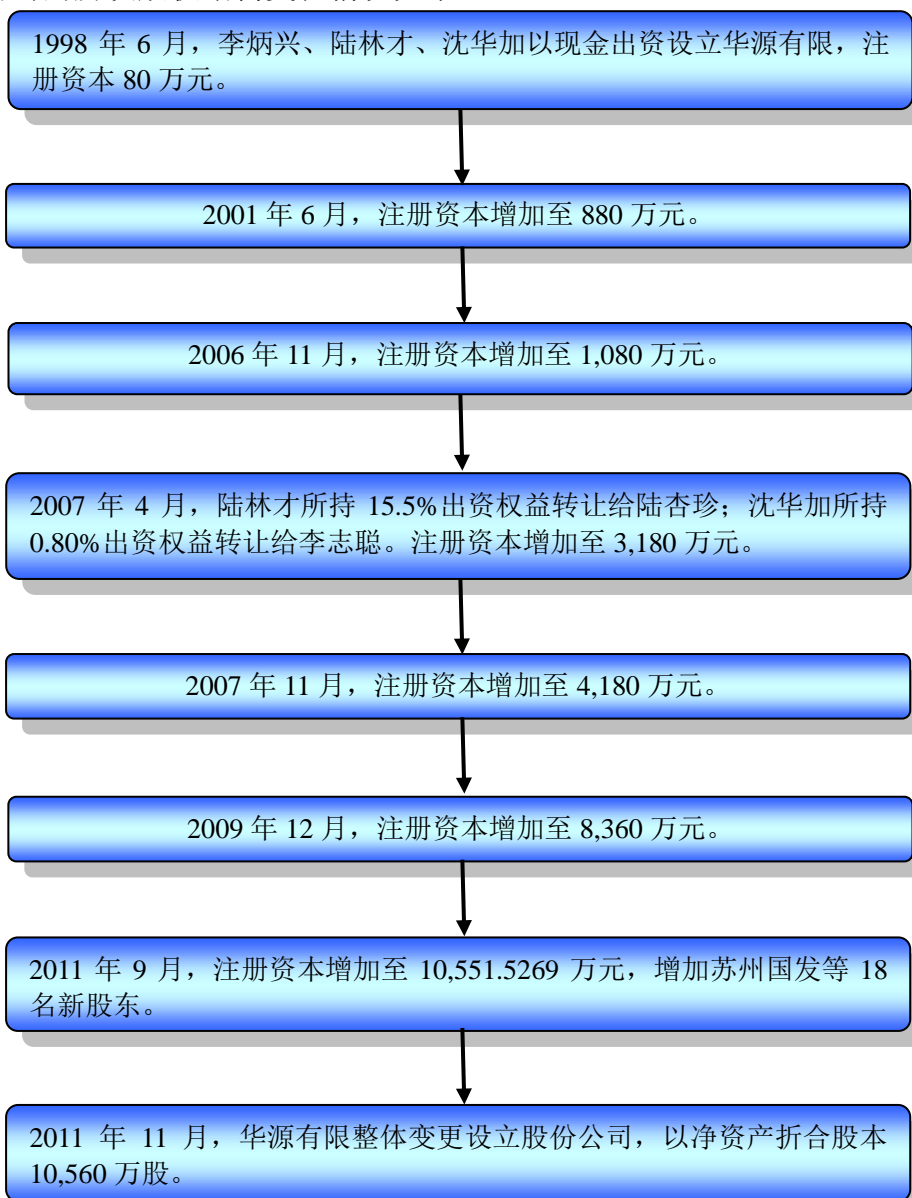 1998 年 6 月，李炳兴、陆林才、沈华加以现金出资设立华源有限，注
册资本 80 万元。
2001 年 6 月，注册资本增加至 880 万元。
2006 年 11 月，注册资本增加至 1,080 万元。
2007 年 4 月，陆林才所持 15.5%出资权益转让给陆杏珍；沈华加所持
0.80%出资权益转让给李志聪。注册资本增加至 3,180 万元。
2007 年 11 月，注册资本增加至 4,180 万元。
2009 年 12 月，注册资本增加至 8,360 万元。
2011 年 9 月，注册资本增加至 10,551.5269 万元，增加苏州国发等 18
名新股东。
2011 年 11 月，华源有限整体变更设立股份公司，以净资产折合股本
10,560 万股。